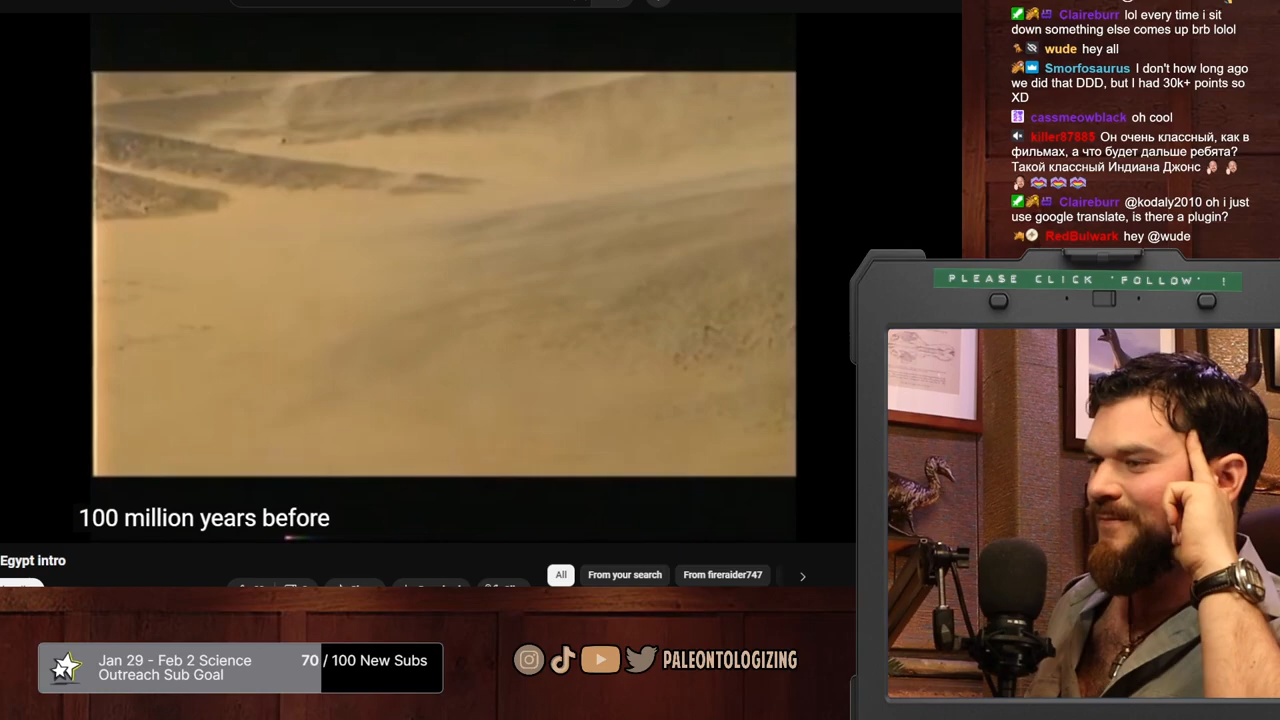 Claireburr lol every time i sit
down something else comes up brb lolol
wude hey all
Smorfosaurus I don't how long ago
we did that DDD, but I had 30k+ points so
XD
cassmeowblack oh cool
killer87885 Он очень классный, как в
фильмах, а что будет дальше ребята?
Такой классный Индиана Джонс
Claireburr @kodaly2010 oh i just
use google translate, is there a plugin?
RedBulwark hey @wude
PLEASE CLICK 'FOLLOW' !
100 million years before
Egypt intro
All From your search From fireraider747
Jan 29 - Feb 2 Science 70 / 100 New Subs
Outreach Sub Goal
PALEONTOLOGIZING